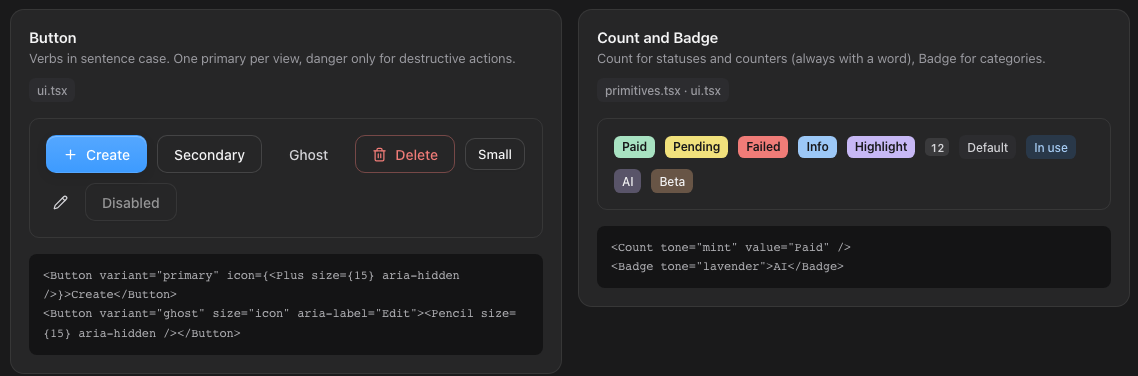 Button
Verbs in sentence case. One primary per view, danger only for destructive actions.
ui.tsx
Create
Secondary
Ghost
Delete
Small
Disabled
<Button variant="primary" icon={<Plus size={15} aria-hidden
/>}>Create</Button>
<Button variant="ghost" size="icon" aria-label="Edit"><Pencil size=
{15} aria-hidden /></Button>
Count and Badge
Count for statuses and counters (always with a word), Badge for categories.
primitives.tsx · ui.tsx
Paid
Pending
Failed
Info
Highlight
12
Default
In use
AI
Beta
<Count tone="mint" value="Paid" />
<Badge tone="lavender">AI</Badge>